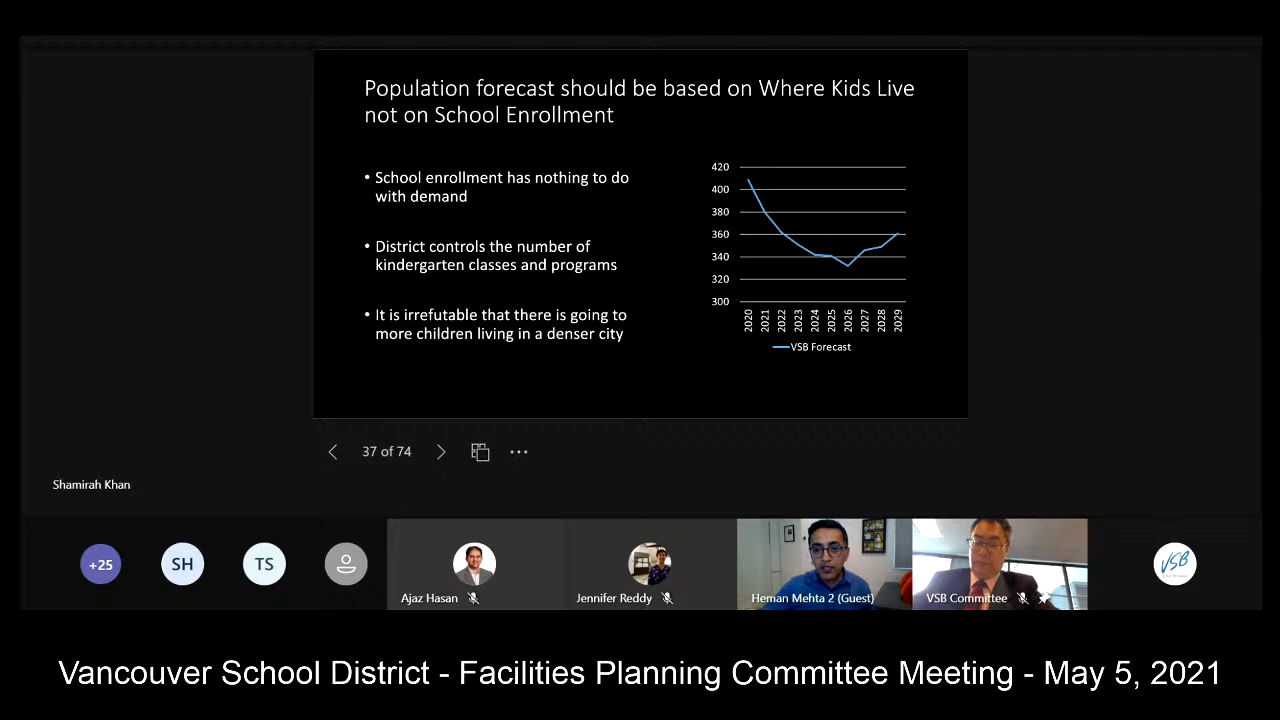 Population forecast should be based on Where Kids Live
not on School Enrollment
• School enrollment has nothing to do
with demand
• District controls the number of
kindergarten classes and programs
• It is irrefutable that there is going to
more children living in a denser city
420
400
380
360
340
320
300
2020
2021
2022
2023
2024
2025
2026
2027
2028
2029
VSB Forecast
37 of 74
Shamirah Khan
+25
SH
TS
Ajaz Hasan
Jennifer Reddy
Heman Mehta 2 (Guest)
VSB Committee
VSB
Vancouver School District - Facilities Planning Committee Meeting - May 5, 2021